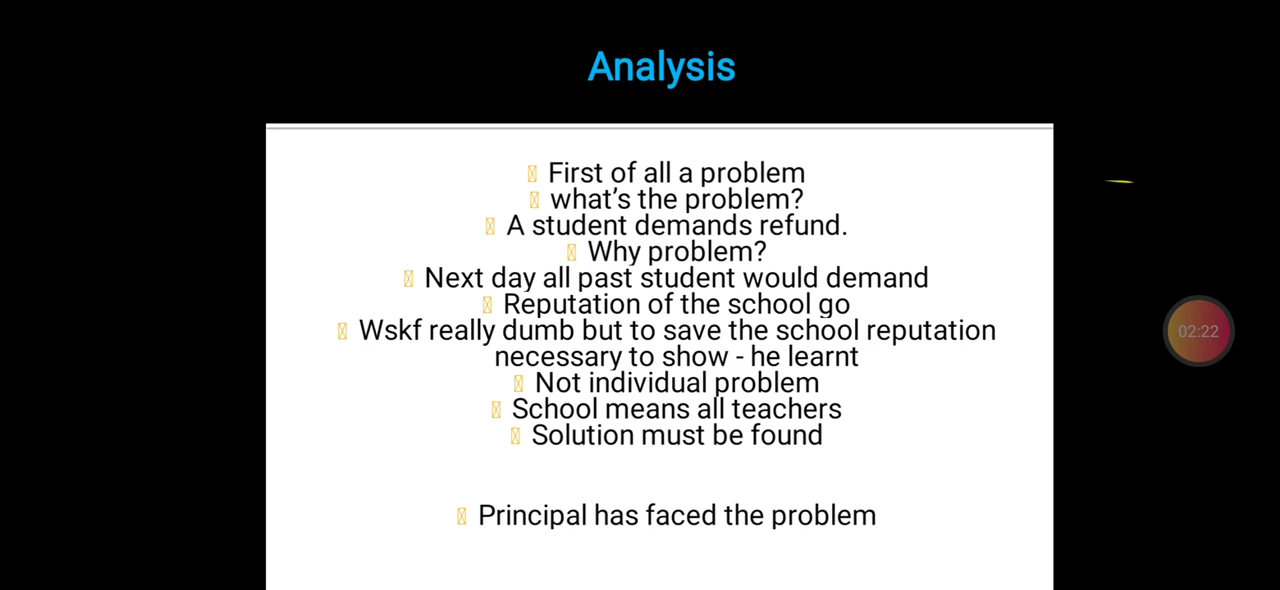 Analysis
First of all a problem
what's the problem?
A student demands refund.
Why problem?
Next day all past student would demand
Reputation of the school go
Wskf really dumb but to save the school reputation
necessary to show - he learnt
Not individual problem
School means all teachers
Solution must be found
Principal has faced the problem
02:22